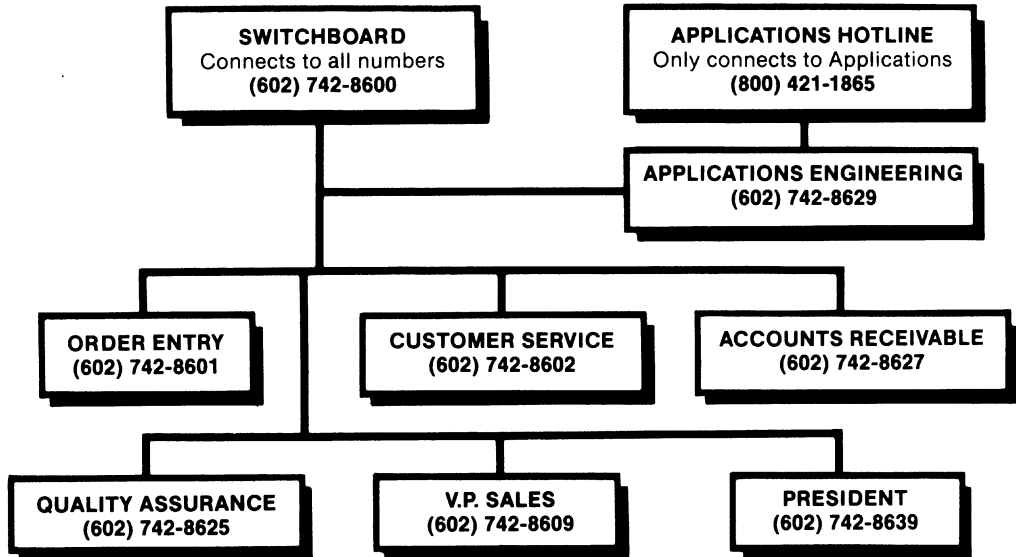 SWITCHBOARD
Connects to all numbers
(602) 742-8600
APPLICATIONS HOTLINE
Only connects to Applications
(800) 421-1865
APPLICATIONS ENGINEERING
(602) 742-8629
ORDER ENTRY
(602) 742-8601
CUSTOMER SERVICE
(602) 742-8602
ACCOUNTS RECEIVABLE
(602) 742-8627
QUALITY ASSURANCE
(602) 742-8625
V.P. SALES
(602) 742-8609
PRESIDENT
(602) 742-8639